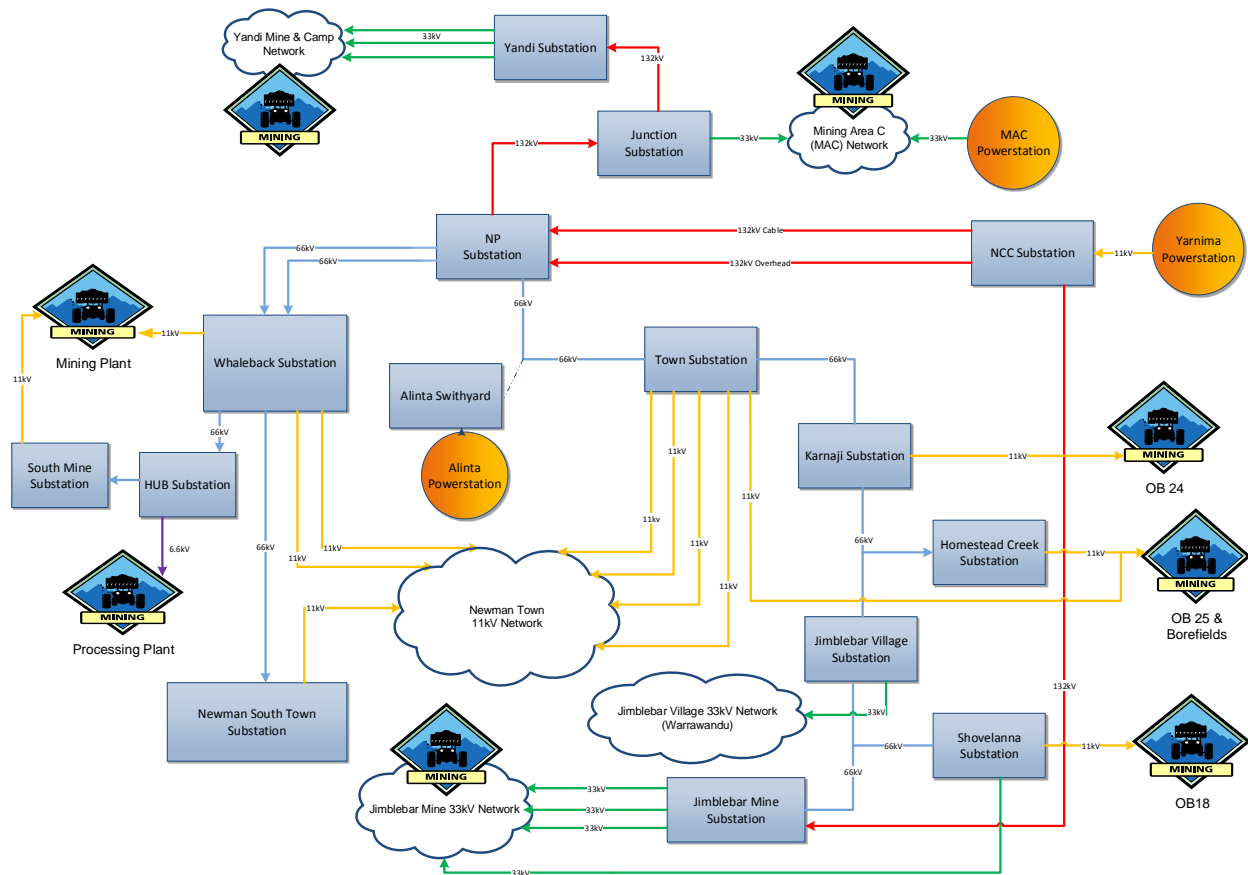 Yandi Mine & Camp
Network
33kV
Yandi Substation
132kV
MINING
MINING
Junction
Substation
33kV
Mining Area C
(MAC) Network
33kV
MAC
Powerstation
132kV
NP
Substation
132kV Cable
132kV Overhead
NCC Substation
11kV
Yarnima
Powerstation
66kV
66kV
66kV
MINING
Mining Plant
11kV
11kV
Whaleback Substation
66kV
Town Substation
66kV
Alinta Swithyard
Alinta
Powerstation
66kV
South Mine
Substation
HUB Substation
6.6kV
66kV
11kV
11kV
11kv
11kV
11kV
11kV
11kV
Karnaji Substation
11kV
MINING
OB 24
66kV
Homestead Creek
Substation
11kV
MINING
OB 25 &
Borefields
MINING
Processing Plant
11kV
Newman Town
11kV Network
Jimblebar Village
Substation
33kV
132kV
Newman South Town
Substation
Jimblebar Village 33kV Network
(Warrawandu)
66kV
66kV
Shovelanna
Substation
11kV
MINING
OB18
MINING
Jimblebar Mine 33kV Network
33kV
33kV
33kV
Jimblebar Mine
Substation
33kV